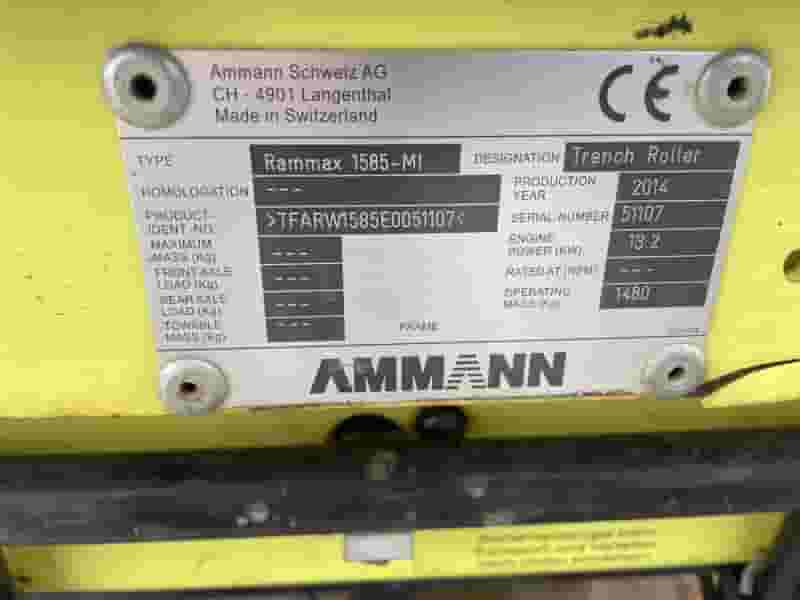 Ammann Schweiz AG
CH - 4901 Langenthal
Made in Switzerland
CE
TYPE Rammax 1585-MI DESIGNATION Trench Roller
HOMOLOGATION --- PRODUCTION YEAR 2014
PRODUCT-IDENT.-NO. >TFARW1585E0051107< SERIAL-NUMBER 51107
MAXIMUM MASS (Kg) --- ENGINE POWER (KW) 13.2
FRONT AXLE LOAD (Kg) --- RATED AT (RPM) ---
REAR AXLE LOAD (Kg) --- OPERATING MASS (Kg) 1480
TOWABLE MASS (Kg) --- FRAME
AMMANN